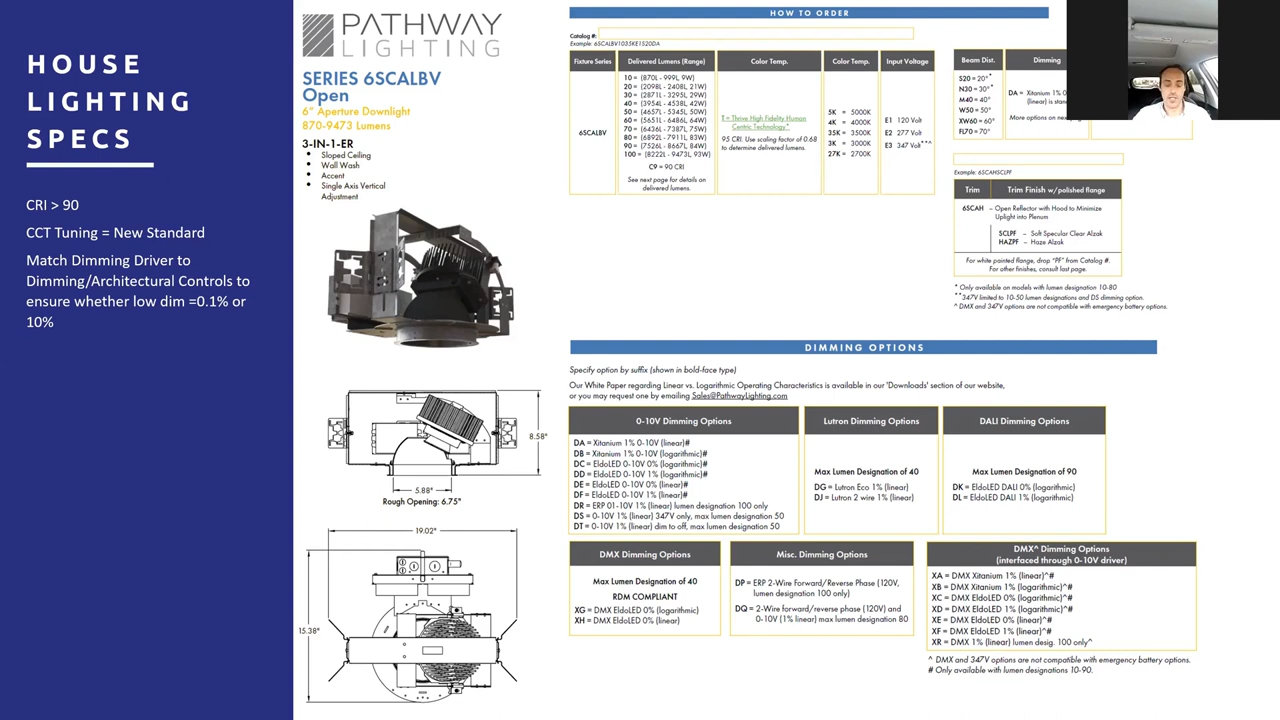 HOUSE
LIGHTING
SPECS
CRI > 90
CCT Tuning = New Standard
Match Dimming Driver to
Dimming/Architectural Controls to
ensure whether low dim =0.1% or
10%
PATHWAY
LIGHTING
SERIES 6SCALBV
Open
6" Aperture Downlight
870-9473 Lumens
3-IN-1-ER
• Sloped Ceiling
• Wall Wash
• Accent
• Single Axis Vertical
Adjustment
8.58"
5.88"
Rough Opening: 6.75"
19.02"
15.38"
HOW TO ORDER
Catalog #:
Example: 6SCALBV1035KE1S20DA
Fixture Series
6SCALBV
Delivered Lumens (Range)
10 = (870L - 999L, 9W)
20 = (2098L - 2408L, 21W)
30 = (2871L - 3295L, 29W)
40 = (3954L - 4538L, 42W)
50 = (4657L - 5345L, 50W)
60 = (5651L - 6486L, 64W)
70 = (6436L - 7387L, 75W)
80 = (6892L - 7911L, 83W)
90 = (7526L - 8667L, 84W)
100 = (8222L - 9473L, 93W)
C9 = 90 CRI
See next page for details on
delivered lumens.
Color Temp.
T = Thrive High Fidelity Human
Centric Technology
95 CRI. Use scaling factor of 0.68
to determine delivered lumens.
Color Temp.
5K = 5000K
4K = 4000K
35K = 3500K
3K = 3000K
27K = 2700K
Input Voltage
E1 120 Volt
E2 277 Volt
E3 347 Volt**^
Beam Dist.
S20 = 20°*
N30 = 30°*
M40 = 40°
W50 = 50°
XW60 = 60°
FL70 = 70°
Dimming
DA = Xitanium 1% 0
(linear) is stan
More options on nex
Example: 6SCAHSCLPF
Trim
Trim Finish w/polished flange
6SCAH – Open Reflector with Hood to Minimize
Uplight into Plenum
SCLPF – Soft Specular Clear Alzak
HAZPF – Haze Alzak
For white painted flange, drop "PF" from Catalog #.
For other finishes, consult last page.
* Only available on models with lumen designation 10-80
**347V limited to 10-50 lumen designations and DS dimming option.
^ DMX and 347V options are not compatible with emergency battery options.
DIMMING OPTIONS
Specify option by suffix (shown in bold-face type)
Our White Paper regarding Linear vs. Logarithmic Operating Characteristics is available in our 'Downloads' section of our website,
or you may request one by emailing Sales@PathwayLighting.com
0-10V Dimming Options
DA = Xitanium 1% 0-10V (linear)#
DB = Xitanium 1% 0-10V (logarithmic)#
DC = EldoLED 0-10V 0% (logarithmic)#
DD = EldoLED 0-10V 1% (logarithmic)#
DE = EldoLED 0-10V 0% (linear)#
DF = EldoLED 0-10V 1% (linear)#
DR = ERP 01-10V 1% (linear) lumen designation 100 only
DS = 0-10V 1% (linear) 347V only, max lumen designation 50
DT = 0-10V 1% (linear) dim to off, max lumen designation 50
Lutron Dimming Options
Max Lumen Designation of 40
DG = Lutron Eco 1% (linear)
DJ = Lutron 2 wire 1% (linear)
DALI Dimming Options
Max Lumen Designation of 90
DK = EldoLED DALI 0% (logarithmic)
DL = EldoLED DALI 1% (logarithmic)
DMX Dimming Options
Max Lumen Designation of 40
RDM COMPLIANT
XG = DMX EldoLED 0% (logarithmic)
XH = DMX EldoLED 0% (linear)
Misc. Dimming Options
DP = ERP 2-Wire Forward/Reverse Phase (120V,
lumen designation 100 only)
DQ = 2-Wire forward/reverse phase (120V) and
0-10V (1% linear) max lumen designation 80
DMX^ Dimming Options
(interfaced through 0-10V driver)
XA = DMX Xitanium 1% (linear)^#
XB = DMX Xitanium 1% (logarithmic)^#
XC = DMX EldoLED 0% (logarithmic)^#
XD = DMX EldoLED 1% (logarithmic)^#
XE = DMX EldoLED 0% (linear)^#
XF = DMX EldoLED 1% (linear)^#
XR = DMX 1% (linear) lumen desig. 100 only^
^ DMX and 347V options are not compatible with emergency battery options.
# Only available with lumen designations 10-90.